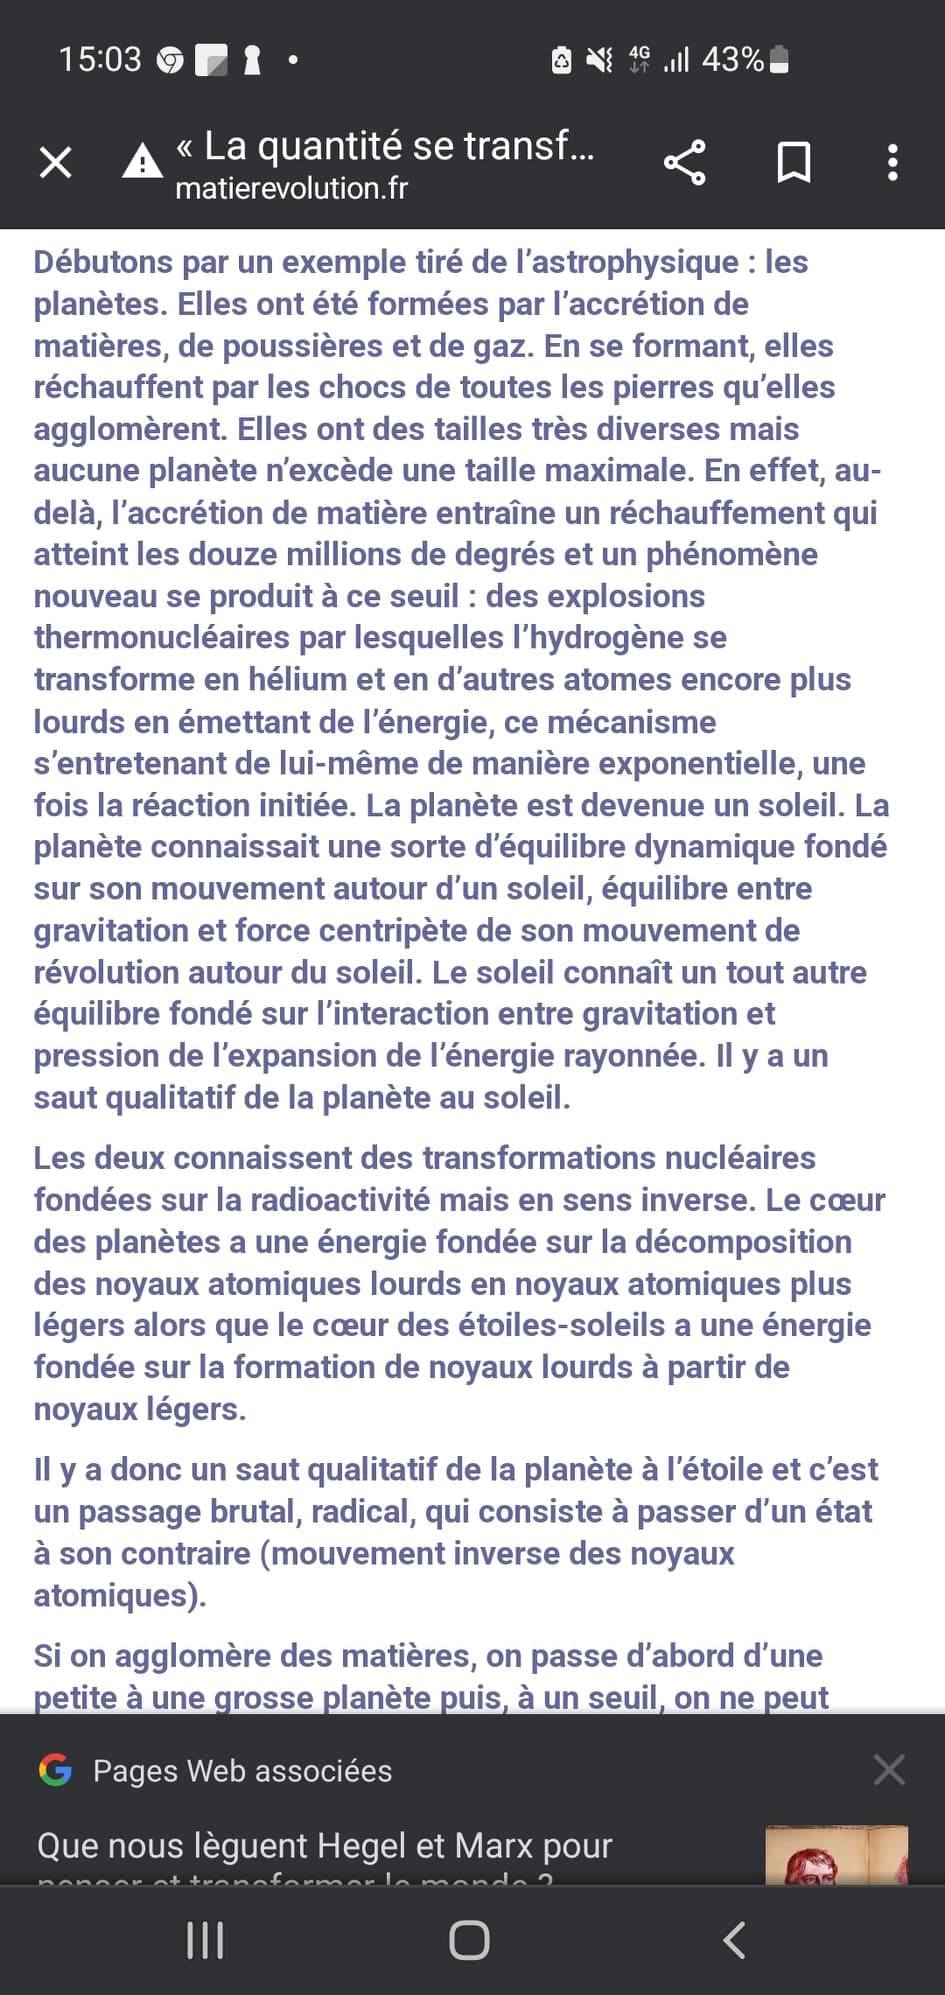 15:03
4G
43%
« La quantité se transf...
matierevolution.fr
Débutons par un exemple tiré de l’astrophysique : les
planètes. Elles ont été formées par l’accrétion de
matières, de poussières et de gaz. En se formant, elles
réchauffent par les chocs de toutes les pierres qu’elles
agglomèrent. Elles ont des tailles très diverses mais
aucune planète n’excède une taille maximale. En effet, au-
delà, l’accrétion de matière entraîne un réchauffement qui
atteint les douze millions de degrés et un phénomène
nouveau se produit à ce seuil : des explosions
thermonucléaires par lesquelles l’hydrogène se
transforme en hélium et en d’autres atomes encore plus
lourds en émettant de l’énergie, ce mécanisme
s’entretenant de lui-même de manière exponentielle, une
fois la réaction initiée. La planète est devenue un soleil. La
planète connaissait une sorte d’équilibre dynamique fondé
sur son mouvement autour d’un soleil, équilibre entre
gravitation et force centripète de son mouvement de
révolution autour du soleil. Le soleil connaît un tout autre
équilibre fondé sur l’interaction entre gravitation et
pression de l’expansion de l’énergie rayonnée. Il y a un
saut qualitatif de la planète au soleil.
Les deux connaissent des transformations nucléaires
fondées sur la radioactivité mais en sens inverse. Le cœur
des planètes a une énergie fondée sur la décomposition
des noyaux atomiques lourds en noyaux atomiques plus
légers alors que le cœur des étoiles-soleils a une énergie
fondée sur la formation de noyaux lourds à partir de
noyaux légers.
Il y a donc un saut qualitatif de la planète à l’étoile et c’est
un passage brutal, radical, qui consiste à passer d’un état
à son contraire (mouvement inverse des noyaux
atomiques).
Si on agglomère des matières, on passe d’abord d’une
petite à une grosse planète puis, à un seuil, on ne peut
Pages Web associées
Que nous lèguent Hegel et Marx pour
penser et transformer le monde ?